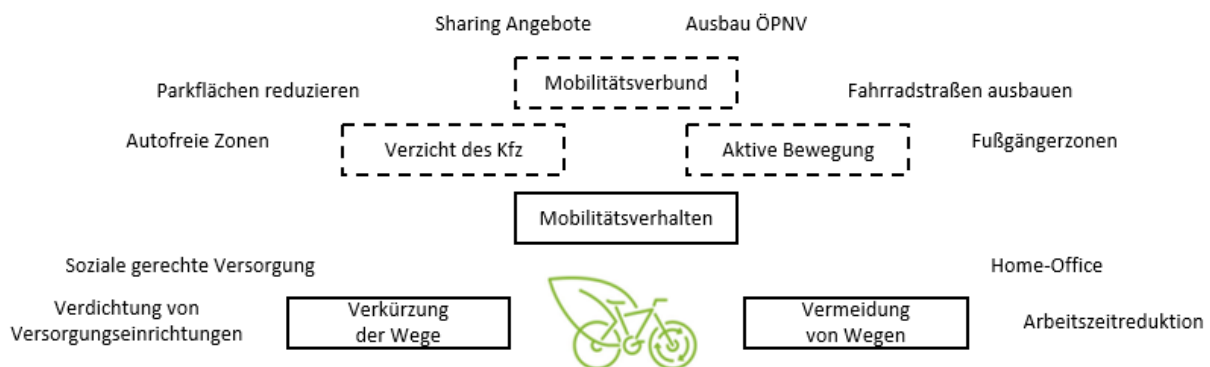 Sharing Angebote
Ausbau ÖPNV
Mobilitätsverbund
Parkflächen reduzieren
Fahrradstraßen ausbauen
Autofreie Zonen
Verzicht des Kfz
Aktive Bewegung
Fußgängerzonen
Mobilitätsverhalten
Soziale gerechte Versorgung
Home-Office
Verdichtung von
Versorgungseinrichtungen
Verkürzung
der Wege
Vermeidung
von Wegen
Arbeitszeitreduktion